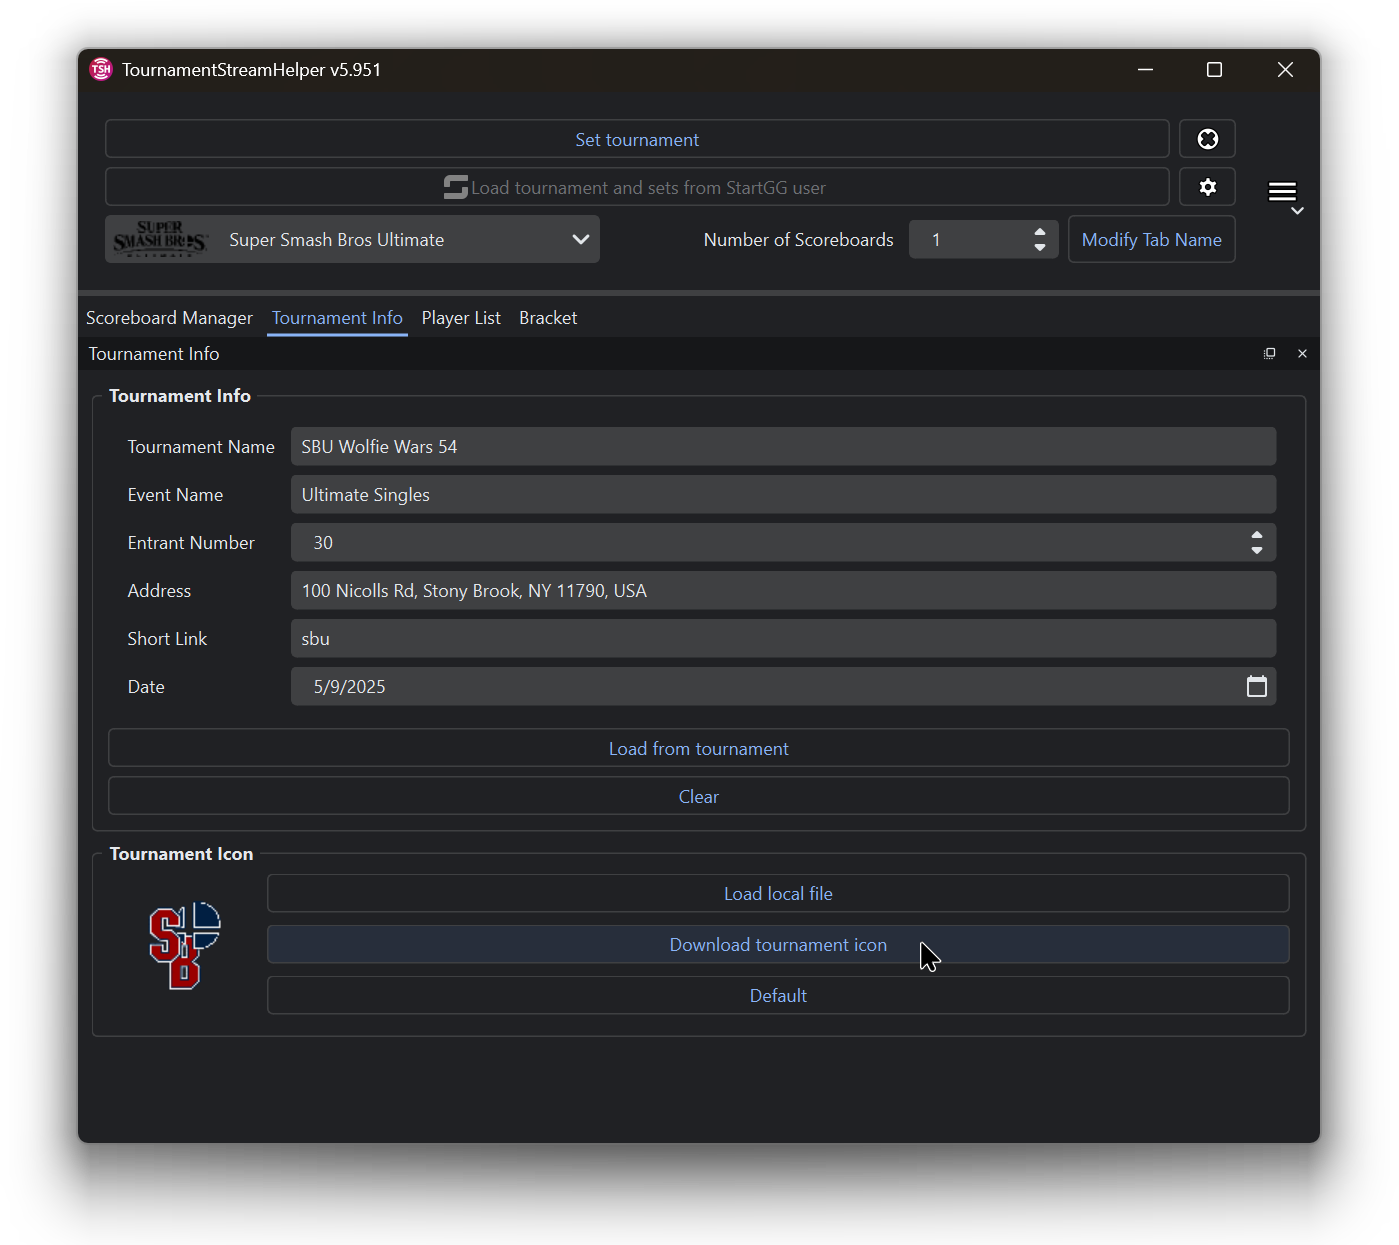 TSH TournamentStreamHelper v5.951
Set tournament
Load tournament and sets from StartGG user
SUPER
SMASH BROS.
ULTIMATE
Super Smash Bros Ultimate
Number of Scoreboards 1 Modify Tab Name
Scoreboard Manager Tournament Info Player List Bracket
Tournament Info
Tournament Info
Tournament Name SBU Wolfie Wars 54
Event Name Ultimate Singles
Entrant Number 30
Address 100 Nicolls Rd, Stony Brook, NY 11790, USA
Short Link sbu
Date 5/9/2025
Load from tournament
Clear
Tournament Icon
SB
Load local file
Download tournament icon
Default